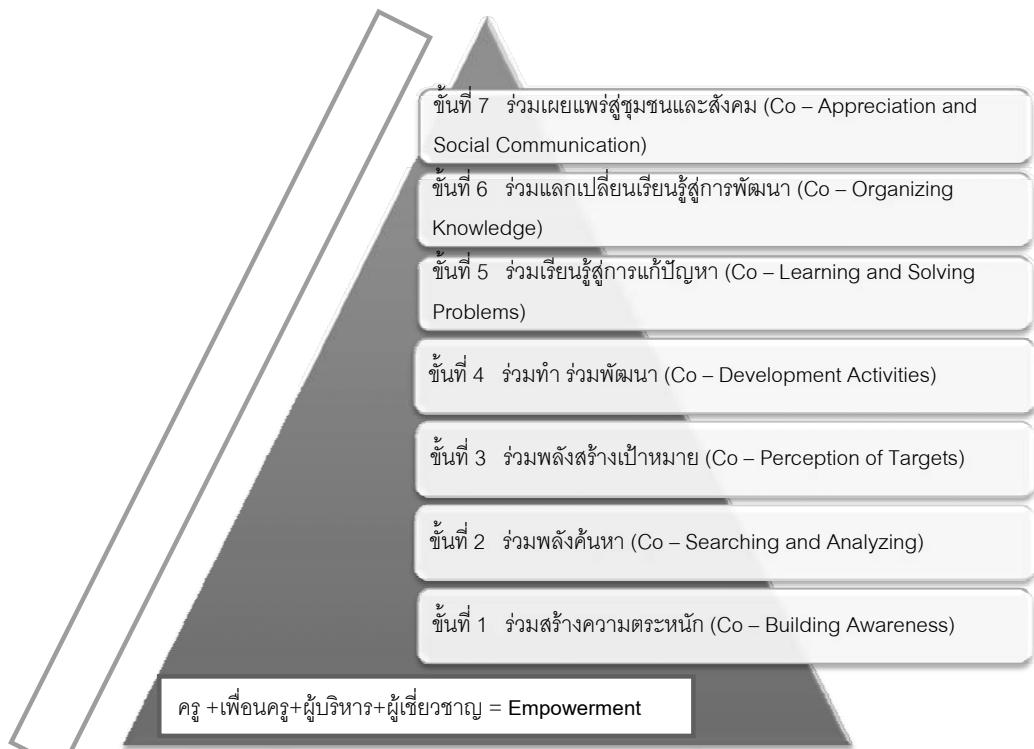 ขั้นที่ 7 ร่วมเผยแพร่สู่ชุมชนและสังคม (Co – Appreciation and
Social Communication)
ขั้นที่ 6 ร่วมแลกเปลี่ยนเรียนรู้สู่การพัฒนา (Co – Organizing
Knowledge)
ขั้นที่ 5 ร่วมเรียนรู้สู่การแก้ปัญหา (Co – Learning and Solving
Problems)
ขั้นที่ 4 ร่วมทำ ร่วมพัฒนา (Co – Development Activities)
ขั้นที่ 3 ร่วมพลังสร้างเป้าหมาย (Co – Perception of Targets)
ขั้นที่ 2 ร่วมพลังค้นหา (Co – Searching and Analyzing)
ขั้นที่ 1 ร่วมสร้างความตระหนัก (Co – Building Awareness)
ครู +เพื่อนครู+ผู้บริหาร+ผู้เชี่ยวชาญ = Empowerment